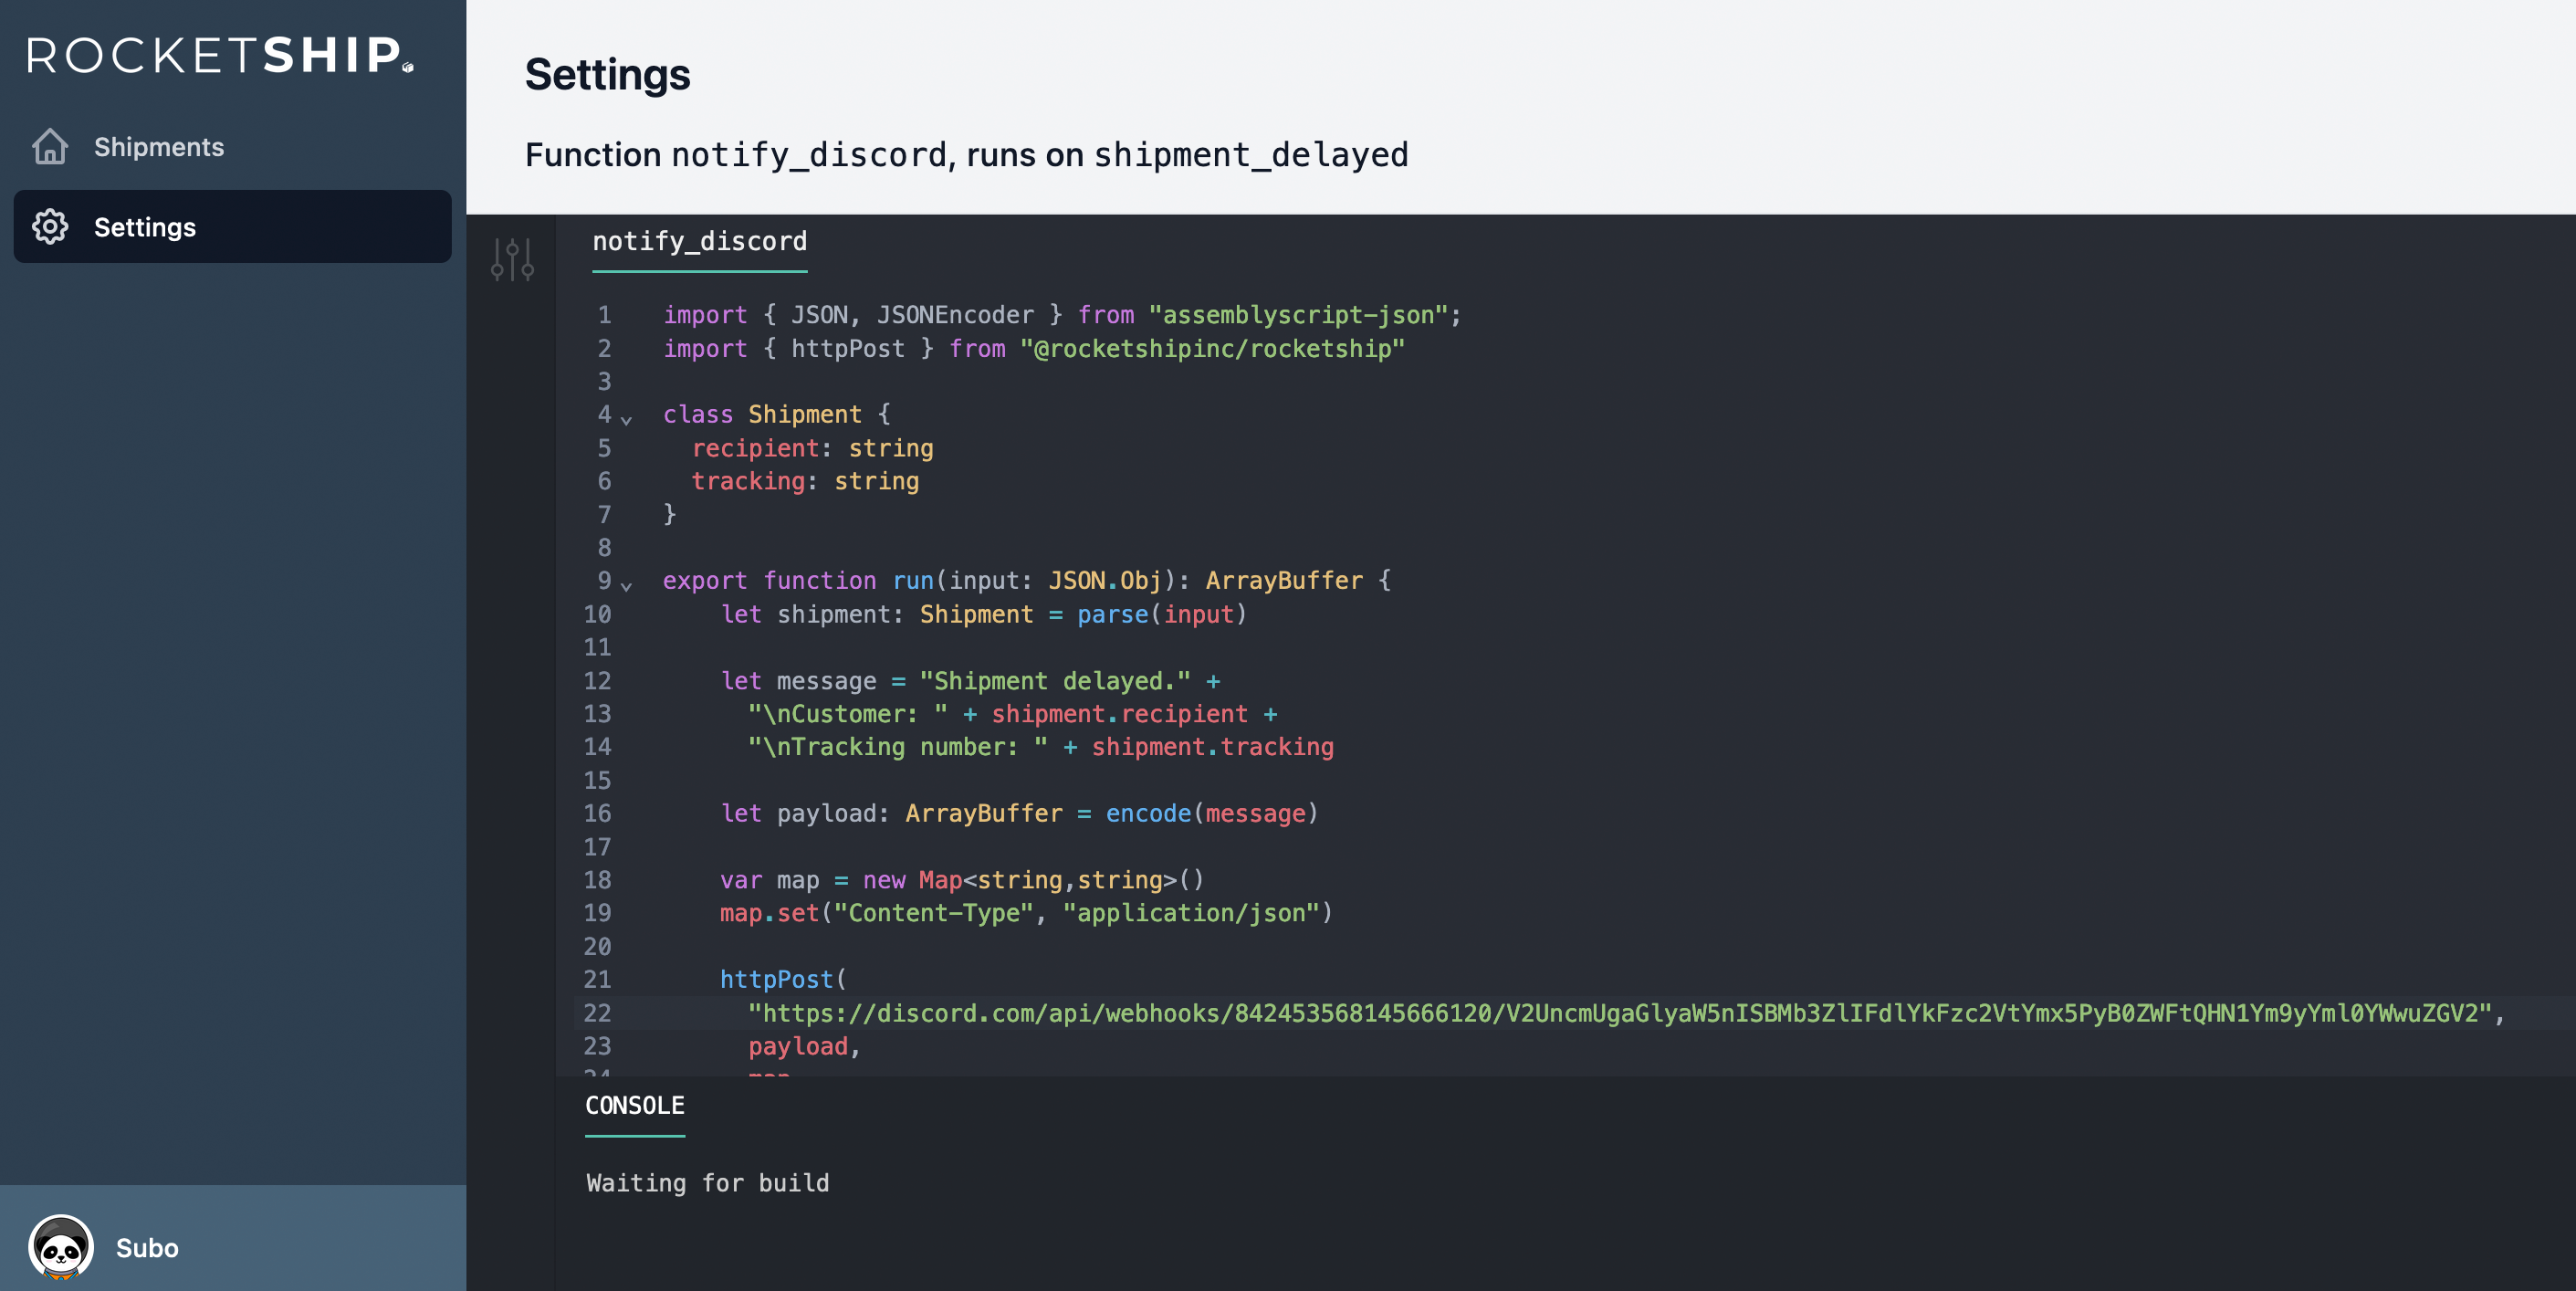 ROCKETSHIP
Shipments
Settings
Settings
Function notify_discord, runs on shipment_delayed
notify_discord
1 import { JSON, JSONEncoder } from "assemblyscript-json";
2 import { httpPost } from "@rocketshipinc/rocketship"
3
4 class Shipment {
5 recipient: string
6 tracking: string
7 }
8
9 export function run(input: JSON.Obj): ArrayBuffer {
10 let shipment: Shipment = parse(input)
11
12 let message = "Shipment delayed." +
13 "\nCustomer: " + shipment.recipient +
14 "\nTracking number: " + shipment.tracking
15
16 let payload: ArrayBuffer = encode(message)
17
18 var map = new Map<string,string>()
19 map.set("Content-Type", "application/json")
20
21 httpPost(
22 "https://discord.com/api/webhooks/842453568145666120/V2UncmUgaGlyaW5nISBMb3ZlIFdlYkFzc2VtYmx5PyB0ZWFtQHN1Ym9yYml0YWwuZGV2",
23 payload,
24 map
CONSOLE
Waiting for build
Subo